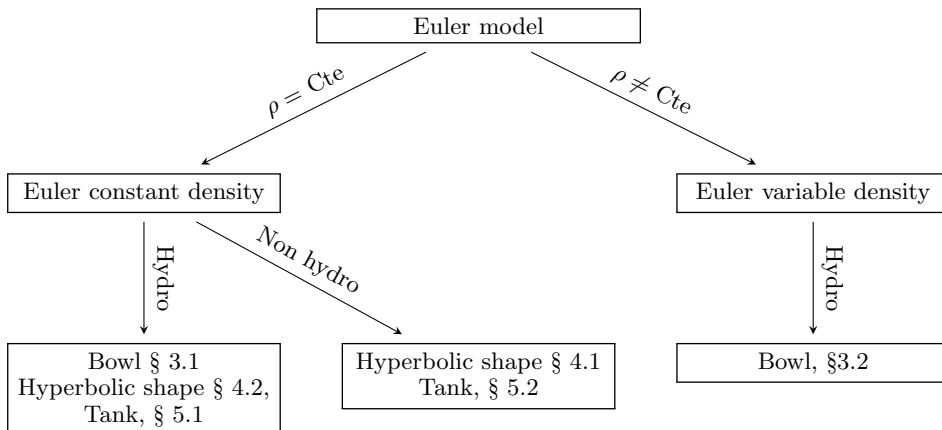 Euler model
ρ = Cte
ρ ≠ Cte
Euler constant density
Euler variable density
Hydro
Non hydro
Hydro
Bowl § 3.1
Hyperbolic shape § 4.2,
Tank, § 5.1
Hyperbolic shape § 4.1
Tank, § 5.2
Bowl, §3.2